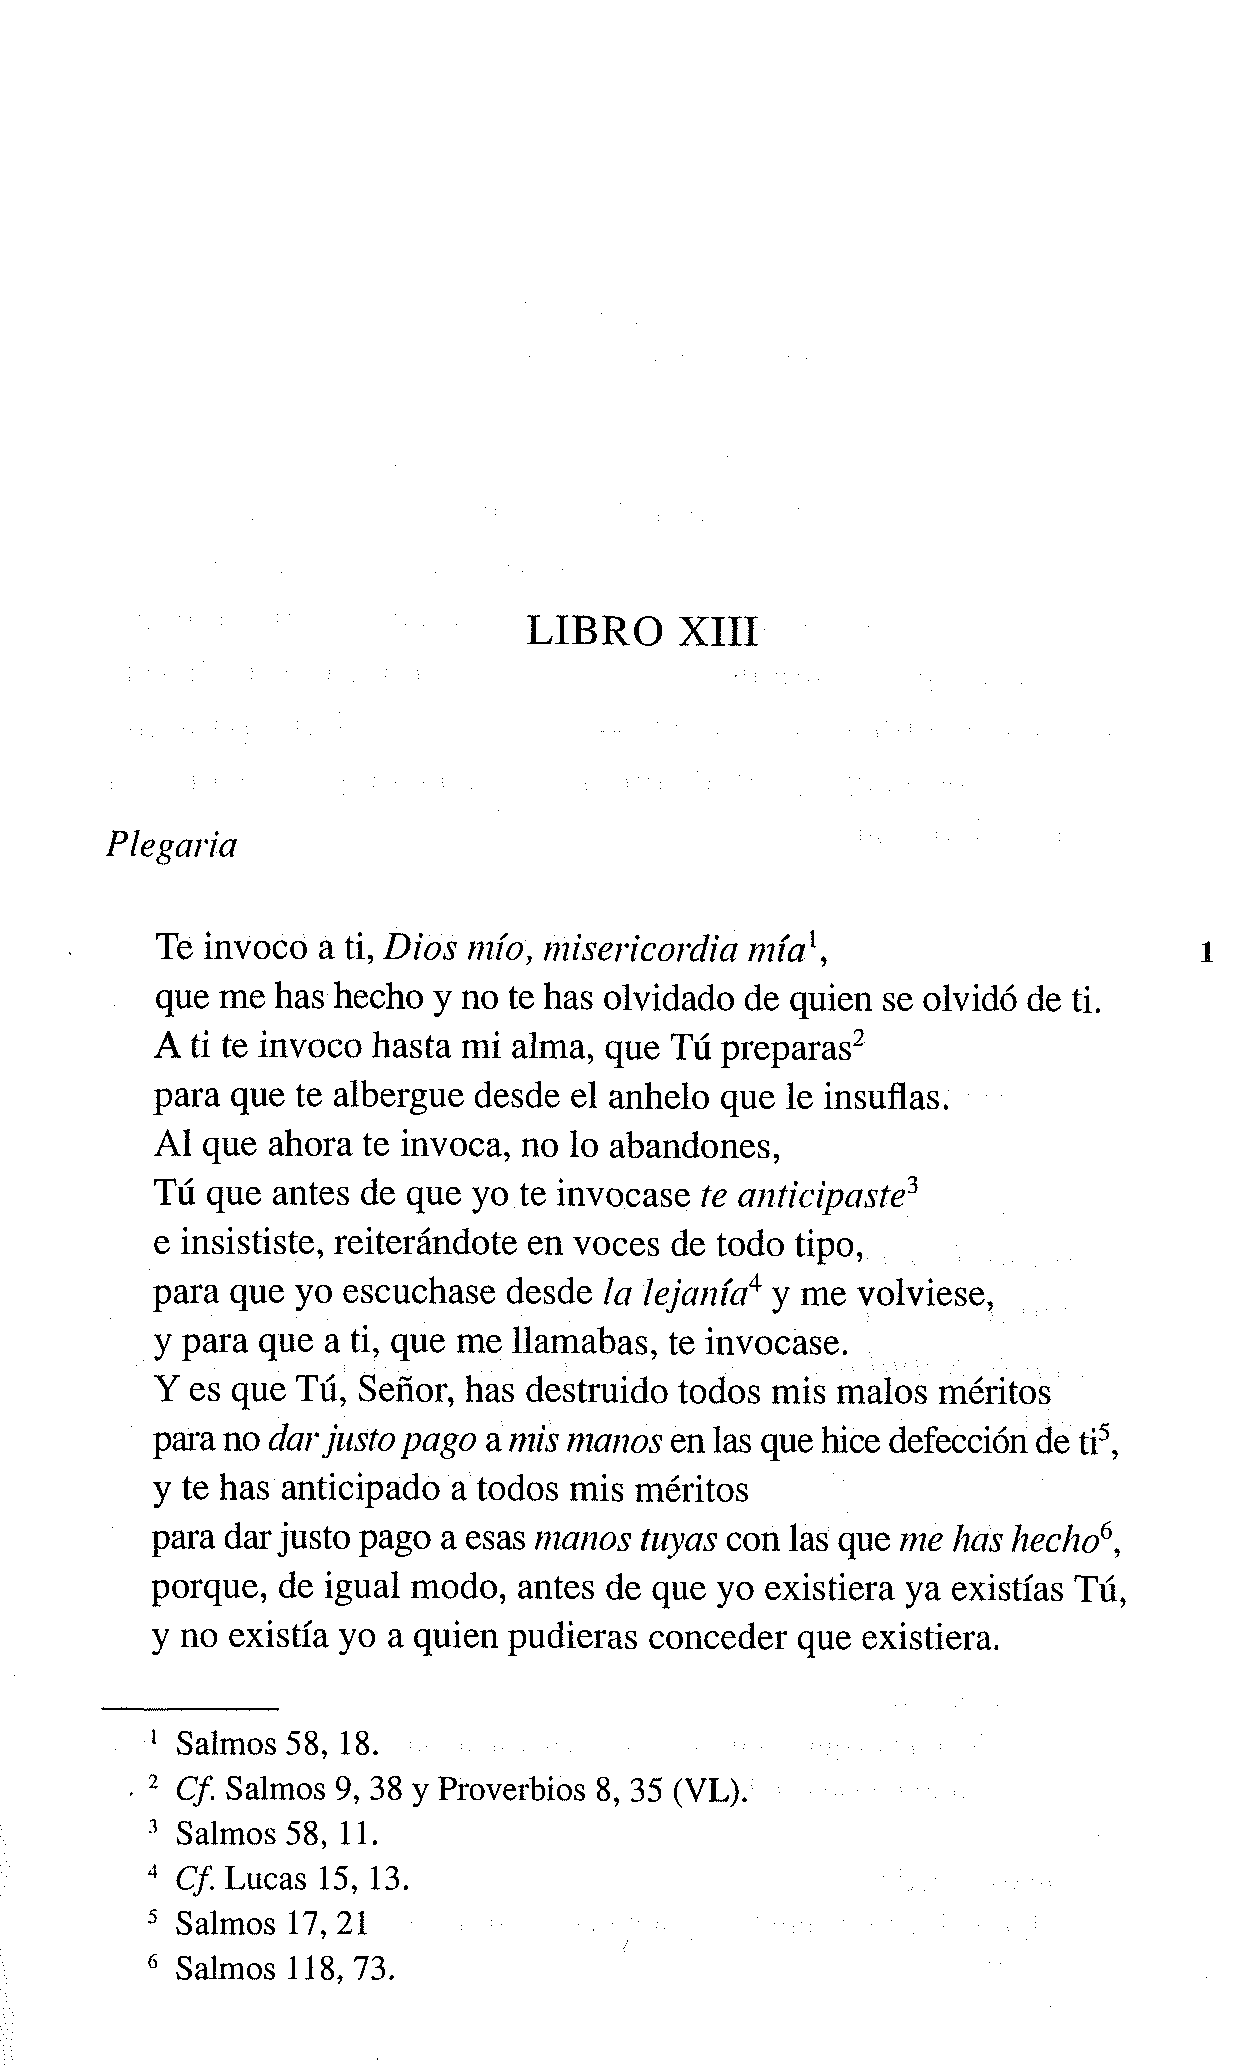 LIBRO XIII
Plegaria
Te invoco a ti, Dios mío, misericordia mía¹,
1
que me has hecho y no te has olvidado de quien se olvidó de ti.
A ti te invoco hasta mi alma, que Tú preparas²
para que te albergue desde el anhelo que le insuflas.
Al que ahora te invoca, no lo abandones,
Tú que antes de que yo te invocase te anticipaste³
e insististe, reiterándote en voces de todo tipo,
para que yo escuchase desde la lejanía⁴ y me volviese,
y para que a ti, que me llamabas, te invocase.
Y es que Tú, Señor, has destruido todos mis malos méritos
para no dar justo pago a mis manos en las que hice defección de ti⁵,
y te has anticipado a todos mis méritos
para dar justo pago a esas manos tuyas con las que me has hecho⁶,
porque, de igual modo, antes de que yo existiera ya existías Tú,
y no existía yo a quien pudieras conceder que existiera.
¹ Salmos 58, 18.
² Cf. Salmos 9, 38 y Proverbios 8, 35 (VL).
³ Salmos 58, 11.
⁴ Cf. Lucas 15, 13.
⁵ Salmos 17, 21
⁶ Salmos 118, 73.